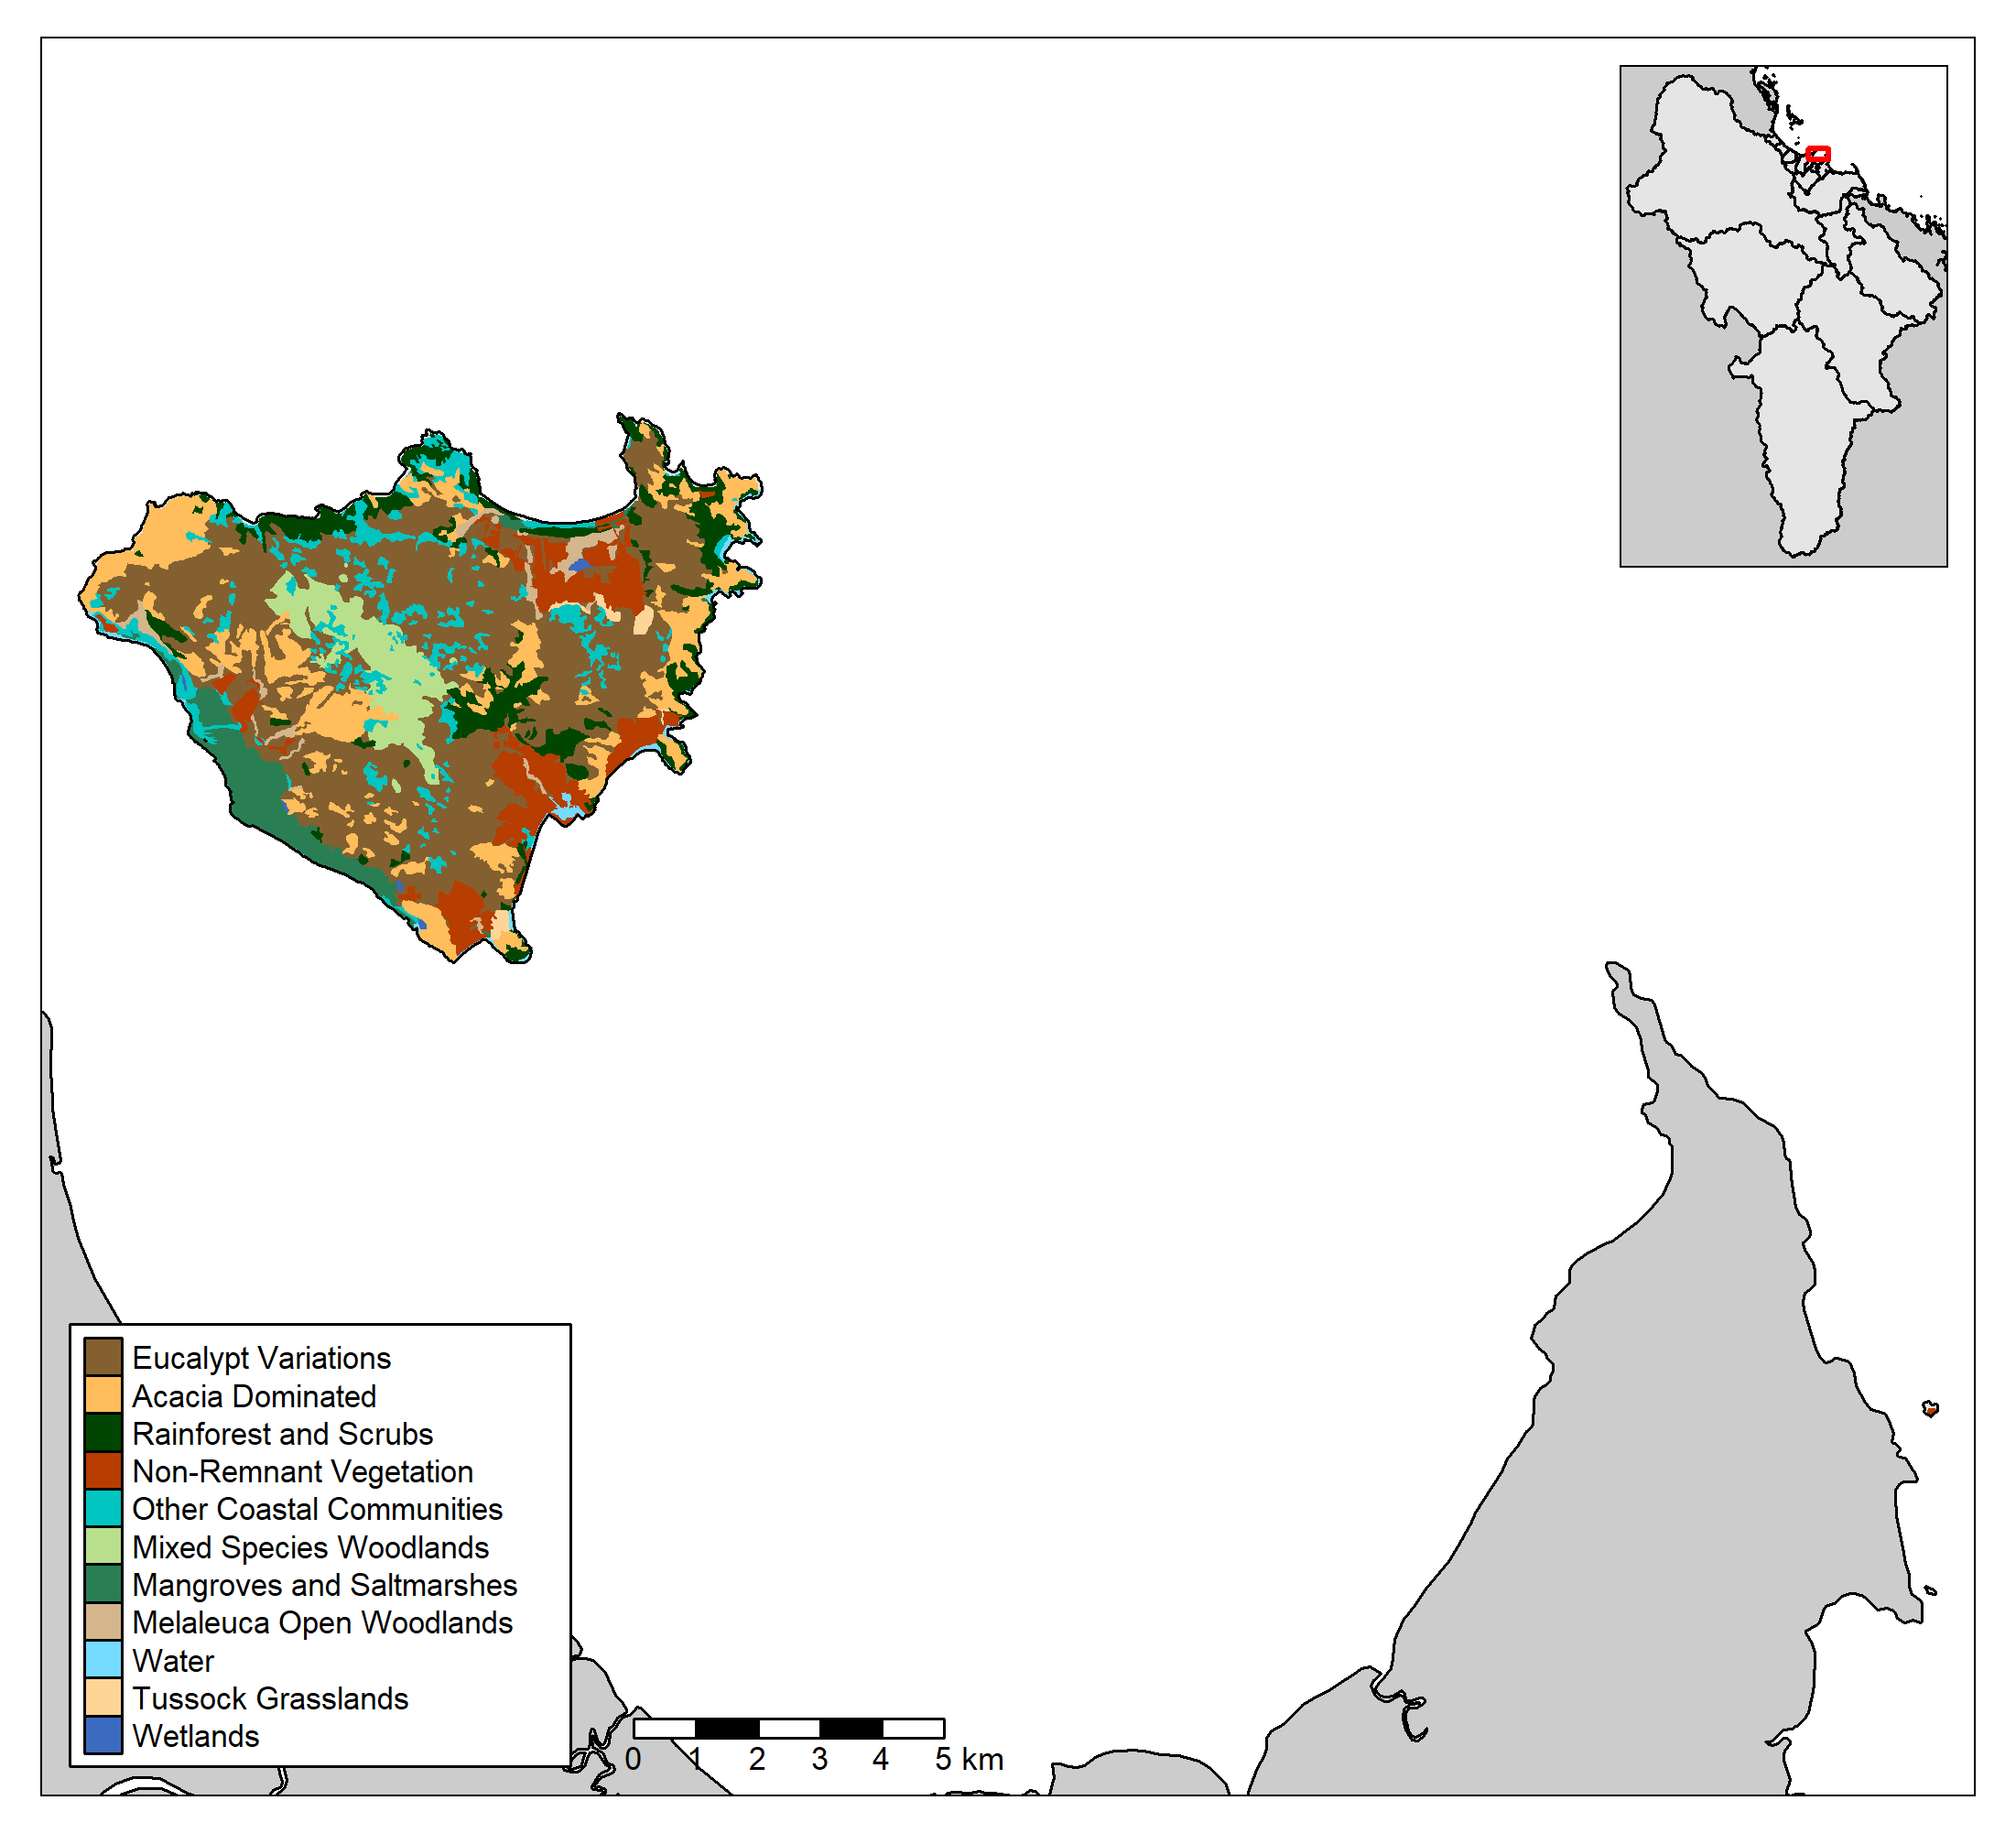 Eucalypt Variations
Acacia Dominated
Rainforest and Scrubs
Non-Remnant Vegetation
Other Coastal Communities
Mixed Species Woodlands
Mangroves and Saltmarshes
Melaleuca Open Woodlands
Water
Tussock Grasslands
Wetlands
0 1 2 3 4 5 km